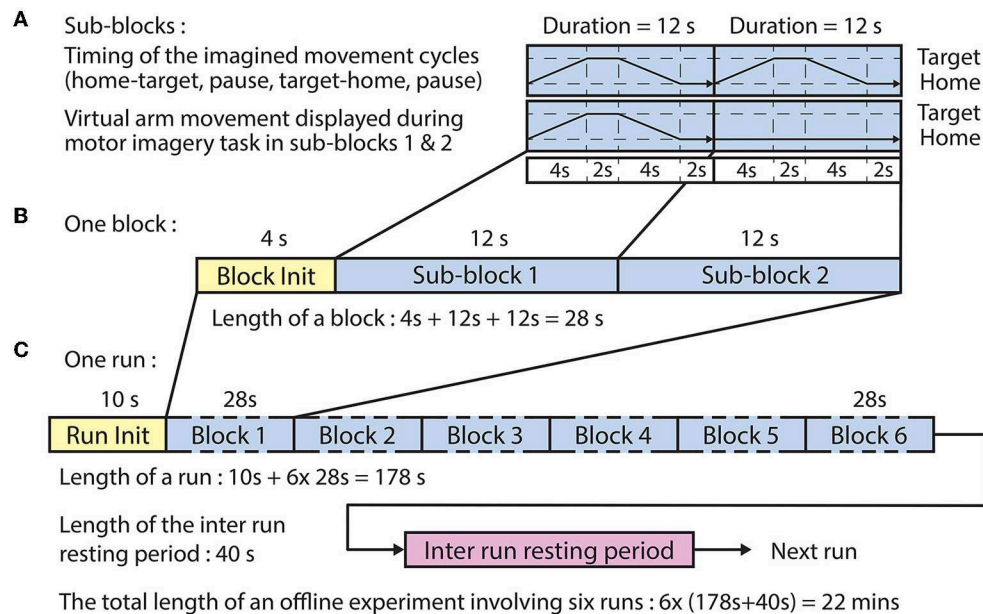 A
Sub-blocks :
Duration = 12 s Duration = 12 s
Timing of the imagined movement cycles
(home-target, pause, target-home, pause)
Target
Home
Virtual arm movement displayed during
motor imagery task in sub-blocks 1 & 2
Target
Home
4s 2s 4s 2s 4s 2s 4s 2s
B
One block :
4 s 12 s 12 s
Block Init Sub-block 1 Sub-block 2
Length of a block : 4s + 12s + 12s = 28 s
C
One run :
10 s 28s 28s
Run Init Block 1 Block 2 Block 3 Block 4 Block 5 Block 6
Length of a run : 10s + 6x 28s = 178 s
Length of the inter run
resting period : 40 s
Inter run resting period Next run
The total length of an offline experiment involving six runs : 6x (178s+40s) = 22 mins